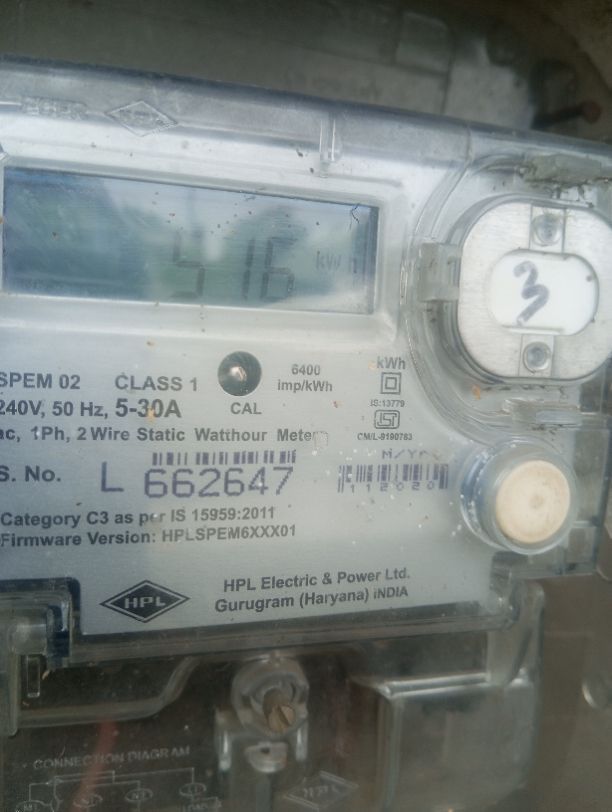 516 kWh
3
SPEM 02 CLASS 1
6400
imp/kWh
kWh
240V, 50 Hz, 5-30A CAL
IS:13779
ac, 1Ph, 2 Wire Static Watthour Meter
CM/L-9190783
M/Yr.
S. No. L 662647
112020
Category C3 as per IS 15959:2011
Firmware Version: HPLSPEM6XXX01
HPL
HPL Electric & Power Ltd.
Gurugram (Haryana) INDIA
CONNECTION DIAGRAM